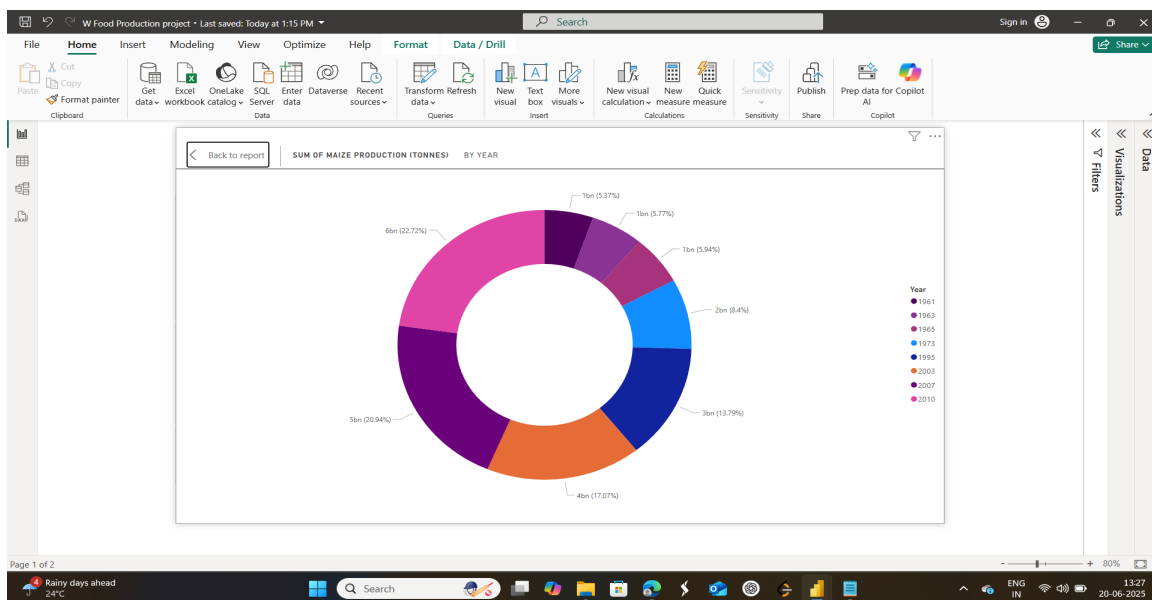 W Food Production project • Last saved: Today at 1:15 PM
Search
Sign in
File Home Insert Modeling View Optimize Help Format Data / Drill
Share
Paste
Cut
Copy
Format painter
Clipboard
Get data
Excel workbook
OneLake catalog
SQL Server
Enter data
Dataverse
Recent sources
Data
Transform data
Refresh
Queries
New visual
Text box
More visuals
Insert
New visual calculation
New measure
Quick measure
Calculations
Sensitivity
Sensitivity
Publish
Share
Prep data for AI
Copilot
Copilot
Back to report
SUM OF MAIZE PRODUCTION (TONNES) BY YEAR
Filters
Visualizations
Data
1bn (5.37%)
1bn (5.77%)
1bn (5.94%)
2bn (8.4%)
3bn (13.79%)
4bn (17.07%)
5bn (20.94%)
6bn (22.72%)
Year
1961
1963
1965
1973
1995
2003
2007
2010
Page 1 of 2
80%
4
Rainy days ahead
24°C
Search
ENG
IN
13:27
20-06-2025